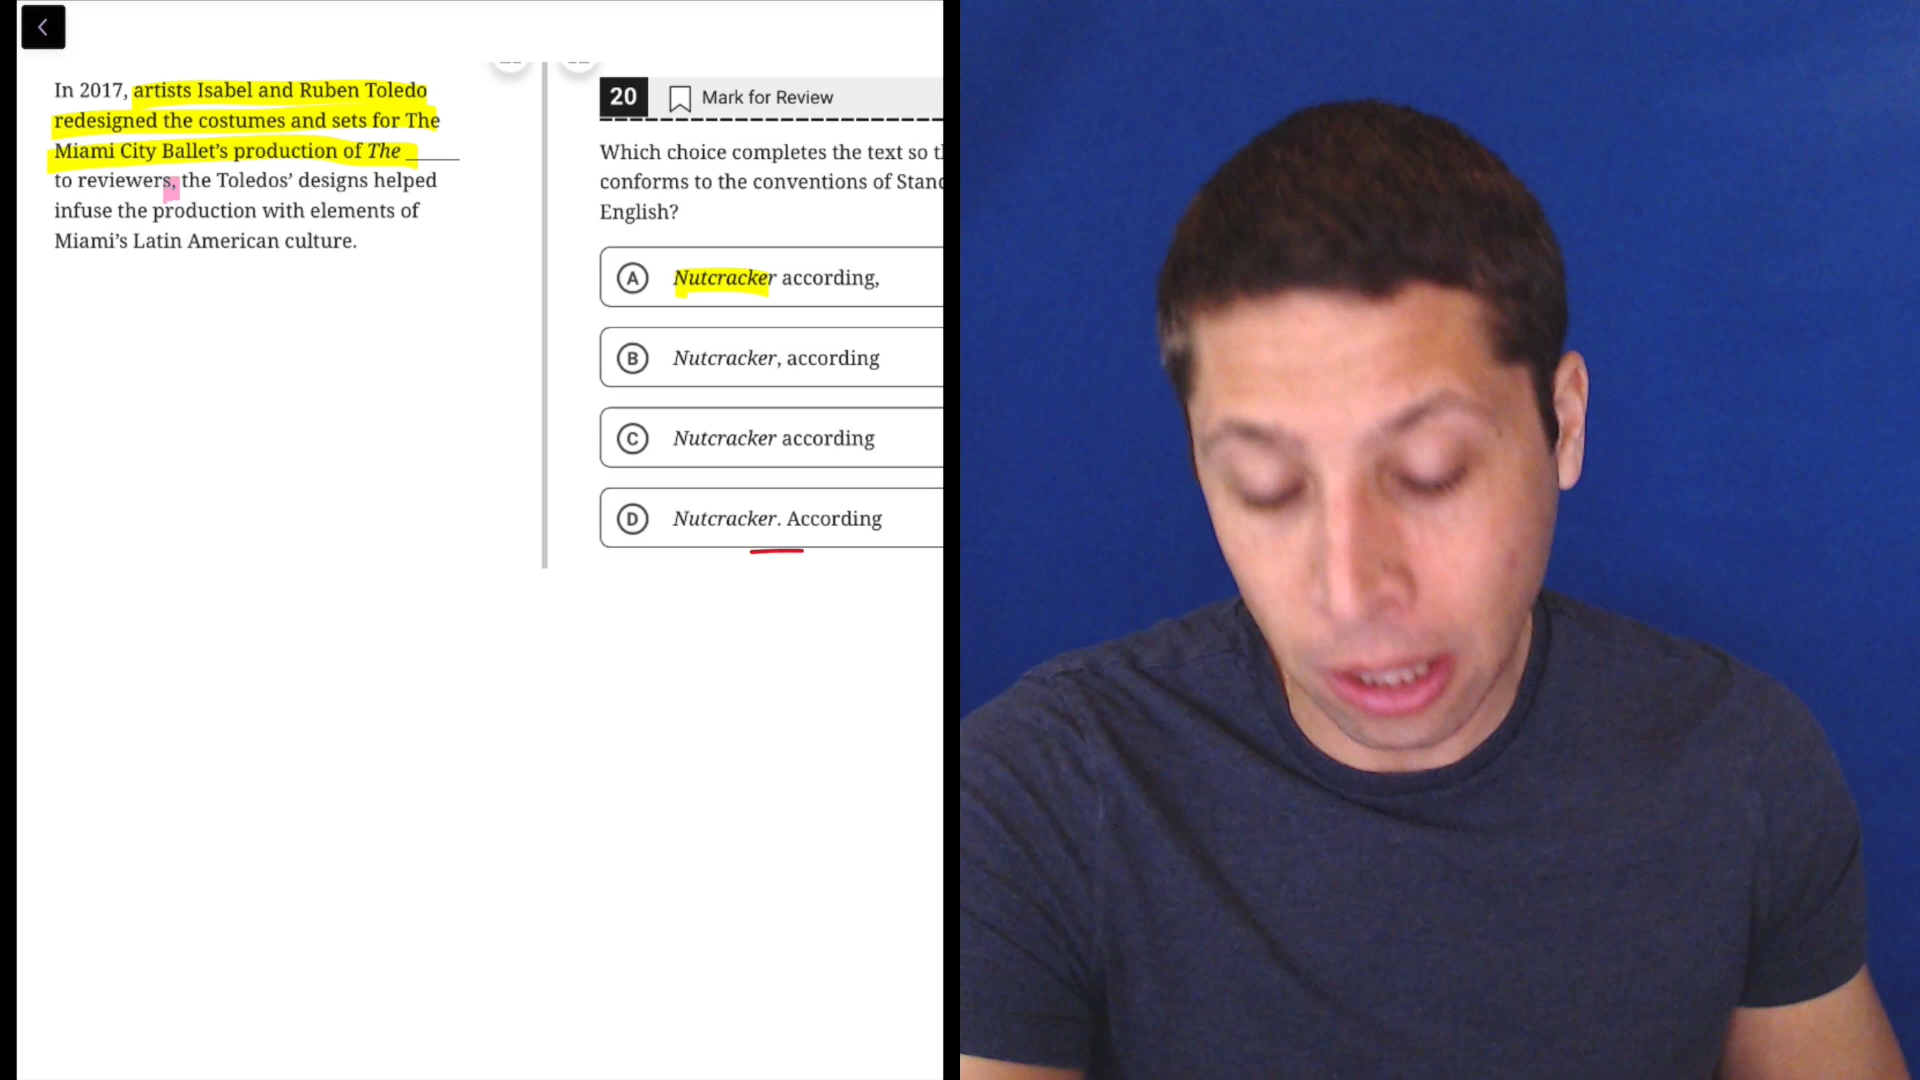 In 2017, artists Isabel and Ruben Toledo
redesigned the costumes and sets for The
Miami City Ballet’s production of The _____
to reviewers, the Toledos’ designs helped
infuse the production with elements of
Miami’s Latin American culture.
20 Mark for Review
Which choice completes the text so t
conforms to the conventions of Stand
English?
A Nutcracker according,
B Nutcracker, according
C Nutcracker according
D Nutcracker. According